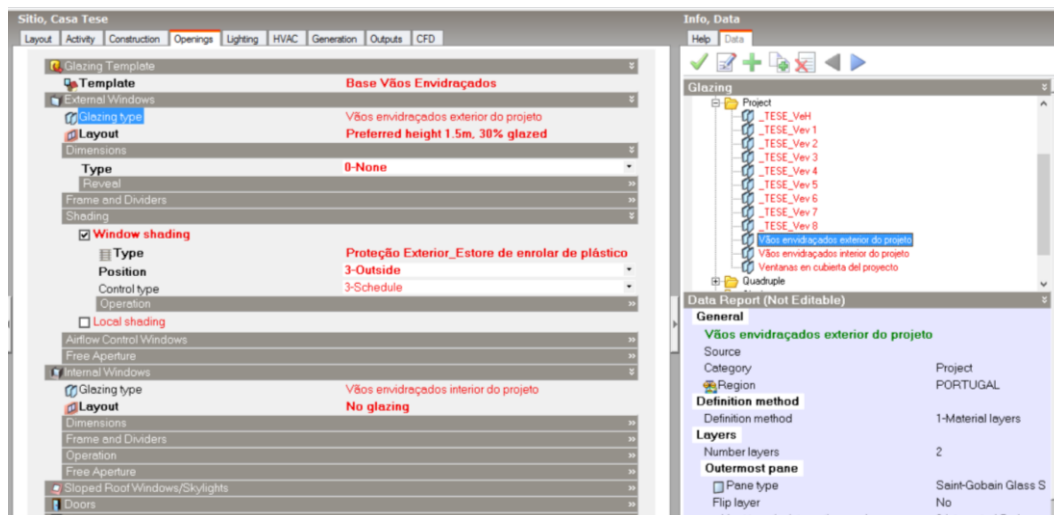 Sitio, Casa Tese
Layout Activity Construction Openings Lighting HVAC Generation Outputs CFD
Glazing Template
Template Base Vãos Envidraçados
External Windows
Glazing type Vãos envidraçados exterior do projeto
Layout Preferred height 1.5m, 30% glazed
Dimensions
Type 0-None
Reveal
Frame and Dividers
Shading
Window shading
Type Proteção Exterior_Estore de enrolar de plástico
Position 3-Outside
Control type 3-Schedule
Operation
Local shading
Airflow Control Windows
Free Aperture
Internal Windows
Glazing type Vãos envidraçados interior do projeto
Layout No glazing
Dimensions
Frame and Dividers
Operation
Free Aperture
Sloped Roof Windows/Skylights
Doors
Info, Data
Help Data
Glazing
Project
_TESE_VeH
_TESE_Vev 1
_TESE_Vev 2
_TESE_Vev 3
_TESE_Vev 4
_TESE_Vev 5
_TESE_Vev 6
_TESE_Vev 7
_TESE_Vev 8
Vãos envidraçados exterior do projeto
Vãos envidraçados interior do projeto
Ventanas en cubierta del proyecto
Quadruple
Data Report (Not Editable)
General
Vãos envidraçados exterior do projeto
Source
Category Project
Region PORTUGAL
Definition method
Definition method 1-Material layers
Layers
Number layers 2
Outermost pane
Pane type Saint-Gobain Glass S
Flip layer No